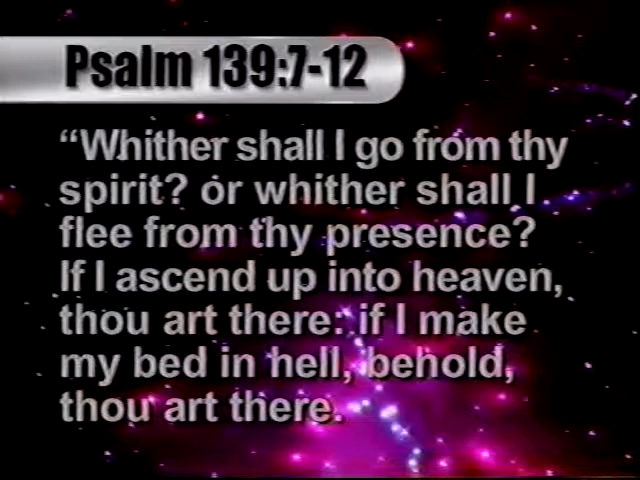 Psalm 139:7-12
“Whither shall I go from thy
spirit? or whither shall I
flee from thy presence?
If I ascend up into heaven,
thou art there: if I make
my bed in hell, behold,
thou art there.